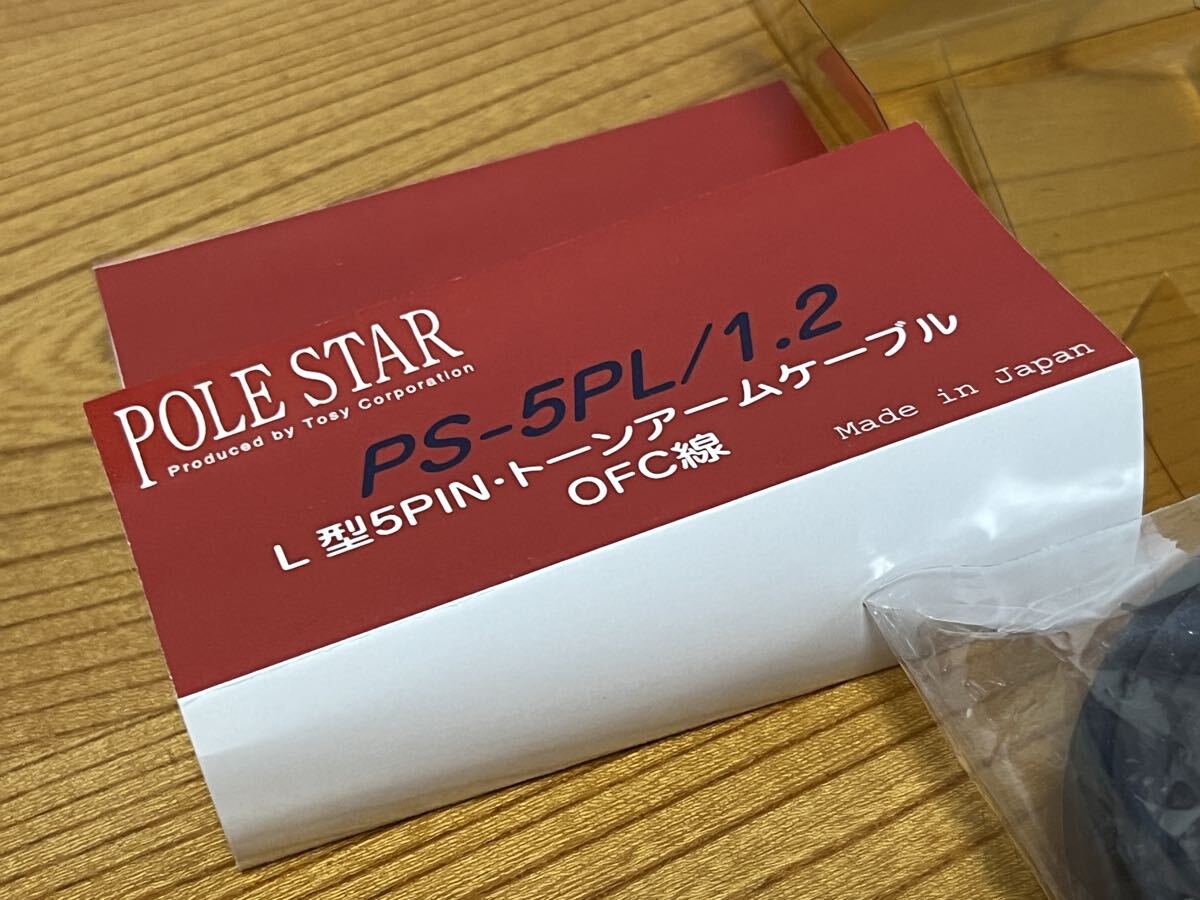 POLE STAR
Produced by Tosy Corporation
PS-5PL/1.2
L型5PIN・トーンアームケーブル
OFC線
Made in Japan